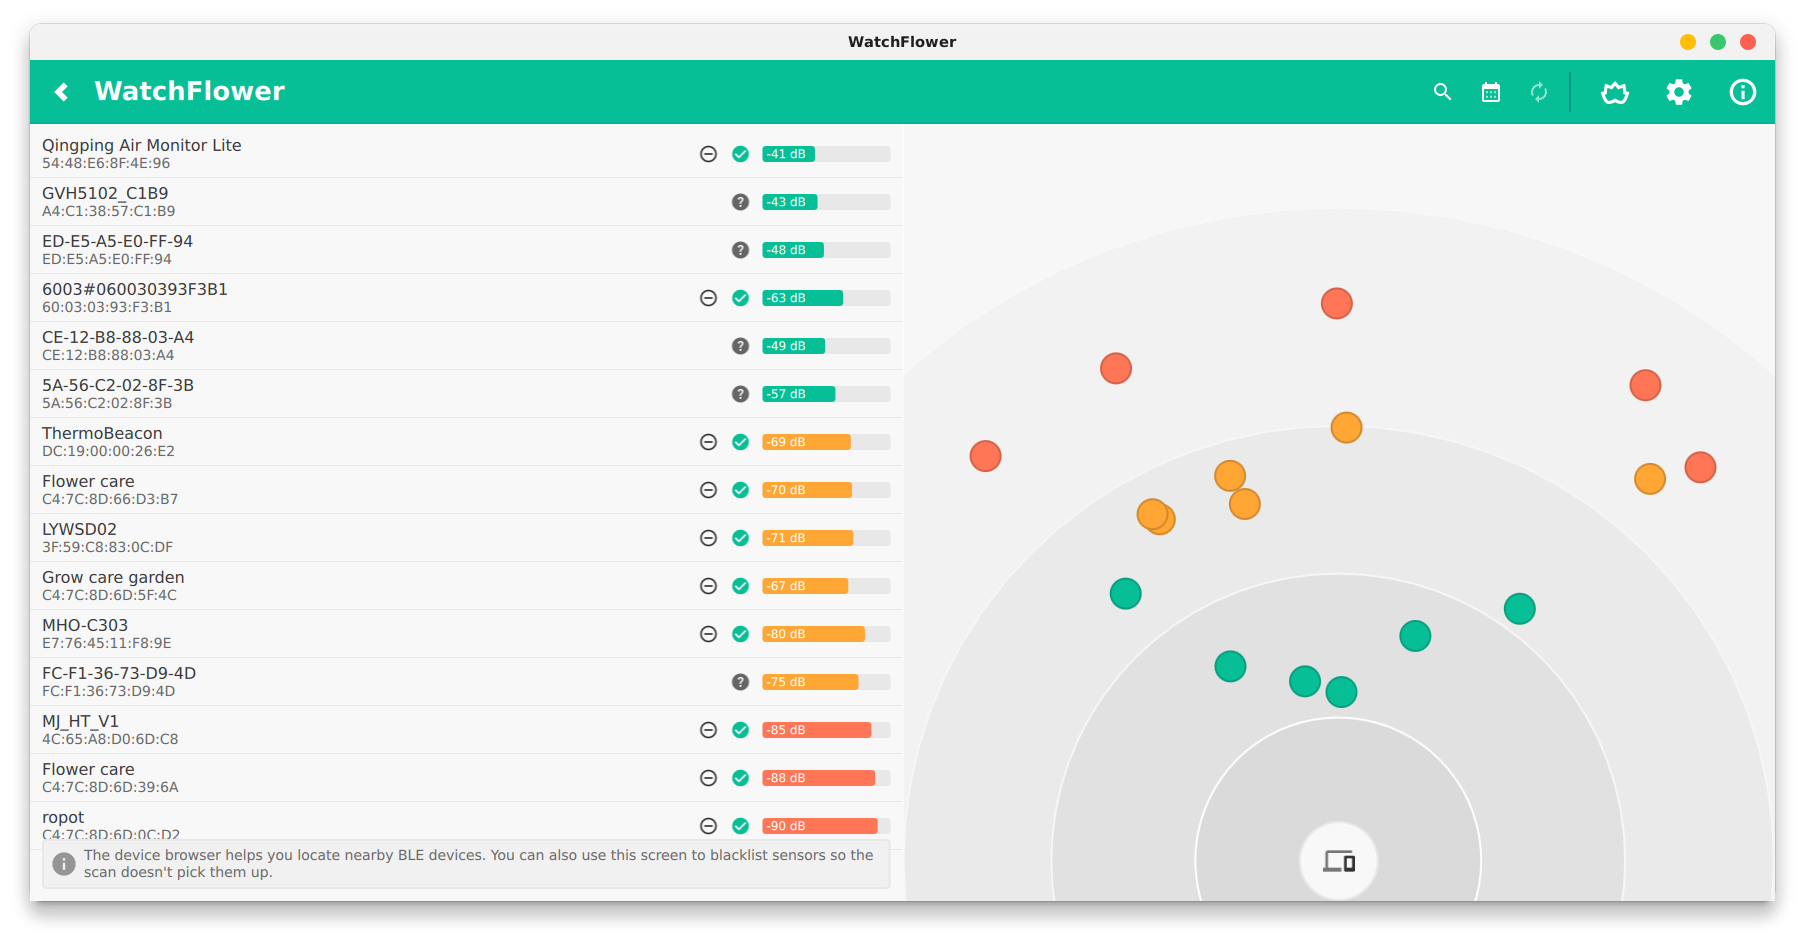 WatchFlower
WatchFlower
Qingping Air Monitor Lite
54:48:E6:8F:4E:96
-41 dB
GVH5102_C1B9
A4:C1:38:57:C1:B9
-43 dB
ED-E5-A5-E0-FF-94
ED:E5:A5:E0:FF:94
-48 dB
6003#060030393F3B1
60:03:03:93:F3:B1
-63 dB
CE-12-B8-88-03-A4
CE:12:B8:88:03:A4
-49 dB
5A-56-C2-02-8F-3B
5A:56:C2:02:8F:3B
-57 dB
ThermoBeacon
DC:19:00:00:26:E2
-69 dB
Flower care
C4:7C:8D:66:D3:B7
-70 dB
LYWSD02
3F:59:C8:83:0C:DF
-71 dB
Grow care garden
C4:7C:8D:6D:5F:4C
-67 dB
MHO-C303
E7:76:45:11:F8:9E
-80 dB
FC-F1-36-73-D9-4D
FC:F1:36:73:D9:4D
-75 dB
MJ_HT_V1
4C:65:A8:D0:6D:C8
-85 dB
Flower care
C4:7C:8D:6D:39:6A
-88 dB
ropot
C4:7C:8D:6D:0C:D2
-90 dB
The device browser helps you locate nearby BLE devices. You can also use this screen to blacklist sensors so the
scan doesn't pick them up.